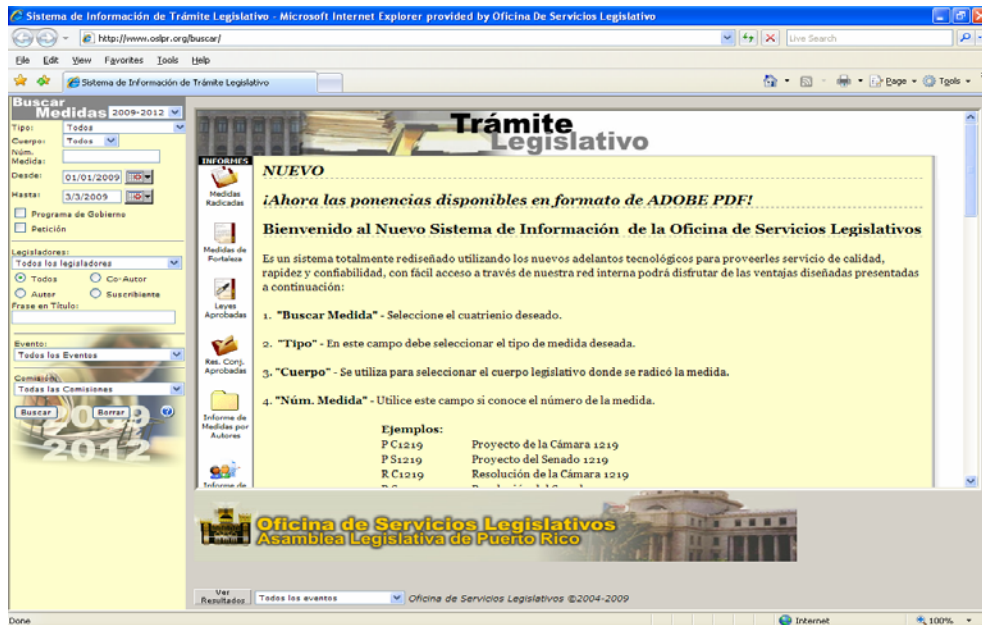 Sistema de Información de Trámite Legislativo - Microsoft Internet Explorer provided by Oficina De Servicios Legislativo
http://www.oslpr.org/buscar/
Live Search
File Edit View Favorites Tools Help
Sistema de Información de Trámite Legislativo
Page Tools
Buscar
Medidas 2009-2012
Tipo: Todos
Cuerpo: Todos
Núm.
Medida:
Desde: 01/01/2009
Hasta: 3/3/2009
Programa de Gobierno
Petición
Legisladores:
Todos los legisladores
Todos Co-Autor
Autor Suscribiente
Frase en Título:
Evento:
Todos los Eventos
Comisión:
Todas las Comisiones
Buscar Borrar
2009
2012
Trámite
Legislativo
INFORMES
Medidas
Radicadas
Medidas de
Fortaleza
Leyes
Aprobadas
Res. Conj.
Aprobadas
Informe de
Medidas por
Autores
Informe de
NUEVO
¡Ahora las ponencias disponibles en formato de ADOBE PDF!
Bienvenido al Nuevo Sistema de Información de la Oficina de Servicios Legislativos
Es un sistema totalmente rediseñado utilizando los nuevos adelantos tecnológicos para proveerles servicio de calidad,
rapidez y confiabilidad, con fácil acceso a través de nuestra red interna podrá disfrutar de las ventajas diseñadas presentadas
a continuación:
1. "Buscar Medida" - Seleccione el cuatrienio deseado.
2. "Tipo" - En este campo debe seleccionar el tipo de medida deseada.
3. "Cuerpo" - Se utiliza para seleccionar el cuerpo legislativo donde se radicó la medida.
4. "Núm. Medida" - Utilice este campo si conoce el número de la medida.
Ejemplos:
P C1219 Proyecto de la Cámara 1219
P S1219 Proyecto del Senado 1219
R C1219 Resolución de la Cámara 1219
Oficina de Servicios Legislativos
Asamblea Legislativa de Puerto Rico
Ver
Resultados Todos los eventos Oficina de Servicios Legislativos ©2004-2009
Done Internet 100%